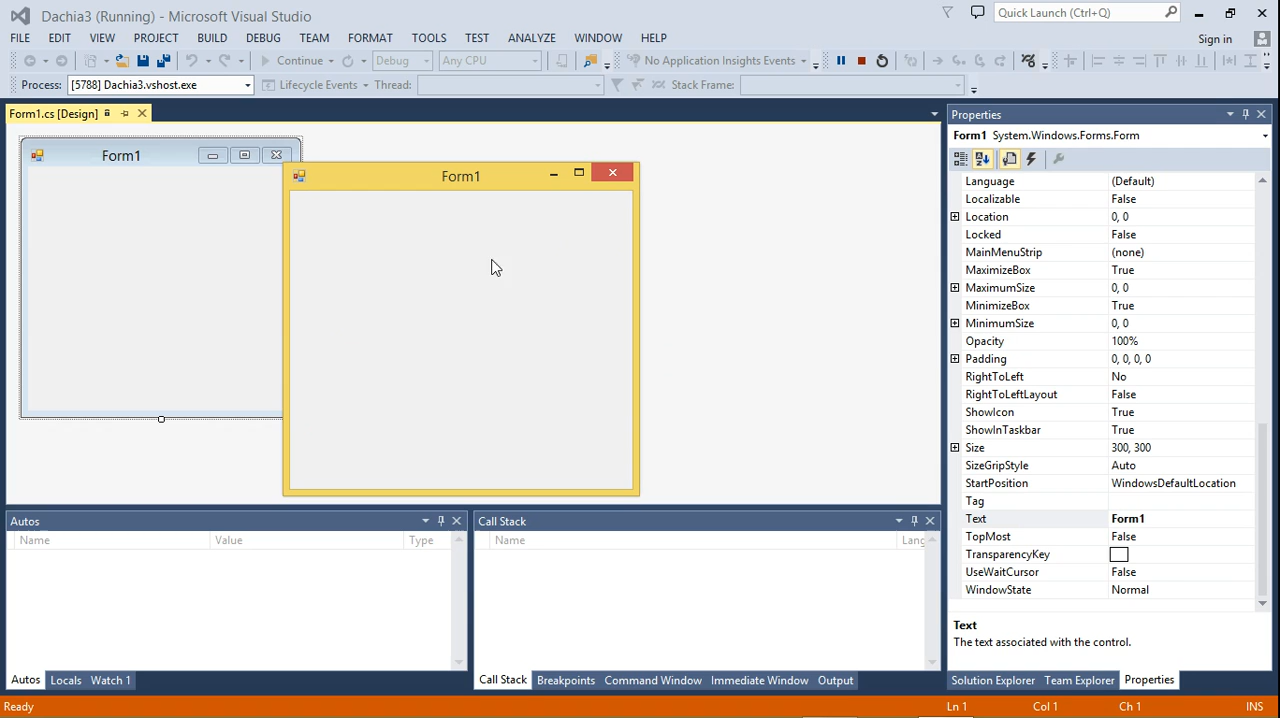 Dachia3 (Running) - Microsoft Visual Studio
Quick Launch (Ctrl+Q)
FILE EDIT VIEW PROJECT BUILD DEBUG TEAM FORMAT TOOLS TEST ANALYZE WINDOW HELP
Sign in
Continue Debug Any CPU No Application Insights Events
Process: [5788] Dachia3.vshost.exe Lifecycle Events Thread: Stack Frame:
Form1.cs [Design]
Form1
Form1
Properties
Form1 System.Windows.Forms.Form
Language (Default)
Localizable False
Location 0, 0
Locked False
MainMenuStrip (none)
MaximizeBox True
MaximumSize 0, 0
MinimizeBox True
MinimumSize 0, 0
Opacity 100%
Padding 0, 0, 0, 0
RightToLeft No
RightToLeftLayout False
ShowIcon True
ShowInTaskbar True
Size 300, 300
SizeGripStyle Auto
StartPosition WindowsDefaultLocation
Tag
Text Form1
TopMost False
TransparencyKey
UseWaitCursor False
WindowState Normal
Text
The text associated with the control.
Solution Explorer Team Explorer Properties
Autos
Name Value Type
Autos Locals Watch 1
Call Stack
Name Lang
Call Stack Breakpoints Command Window Immediate Window Output
Ready Ln 1 Col 1 Ch 1 INS